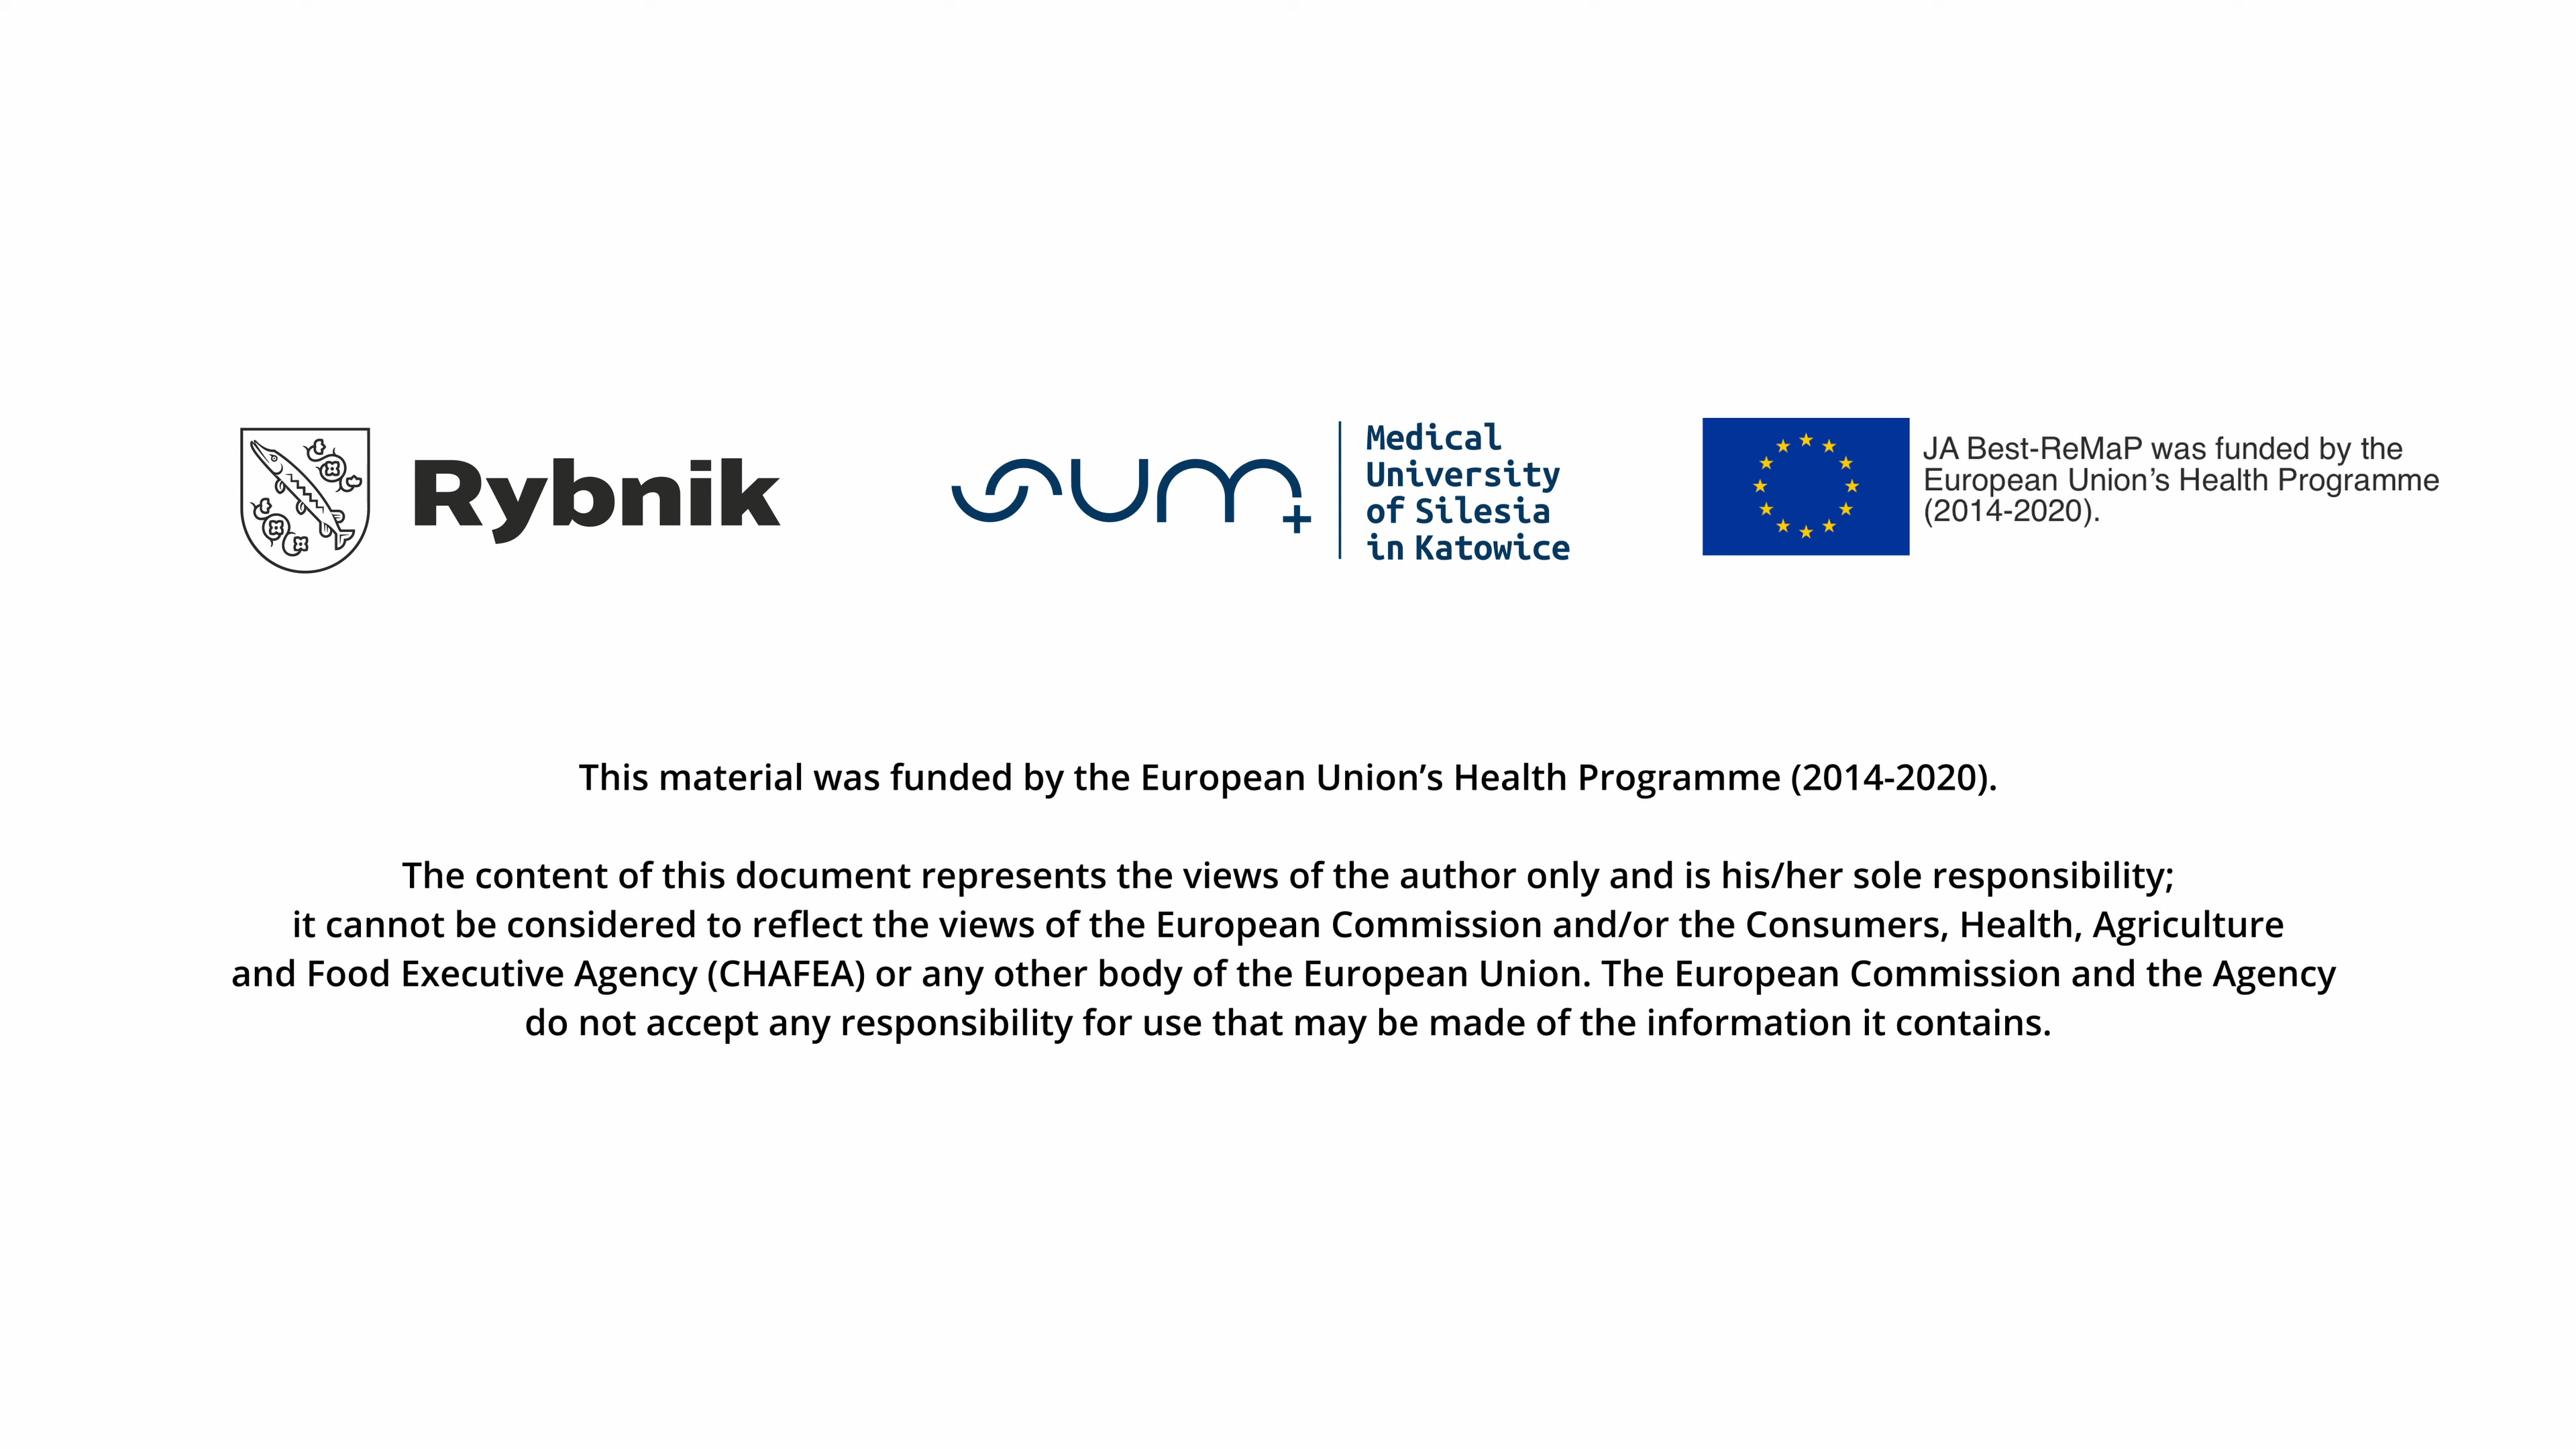 Rybnik
sum
Medical
University
of Silesia
in Katowice
JA Best-ReMaP was funded by the
European Union’s Health Programme
(2014-2020).
This material was funded by the European Union’s Health Programme (2014-2020).
The content of this document represents the views of the author only and is his/her sole responsibility;
it cannot be considered to reflect the views of the European Commission and/or the Consumers, Health, Agriculture
and Food Executive Agency (CHAFEA) or any other body of the European Union. The European Commission and the Agency
do not accept any responsibility for use that may be made of the information it contains.